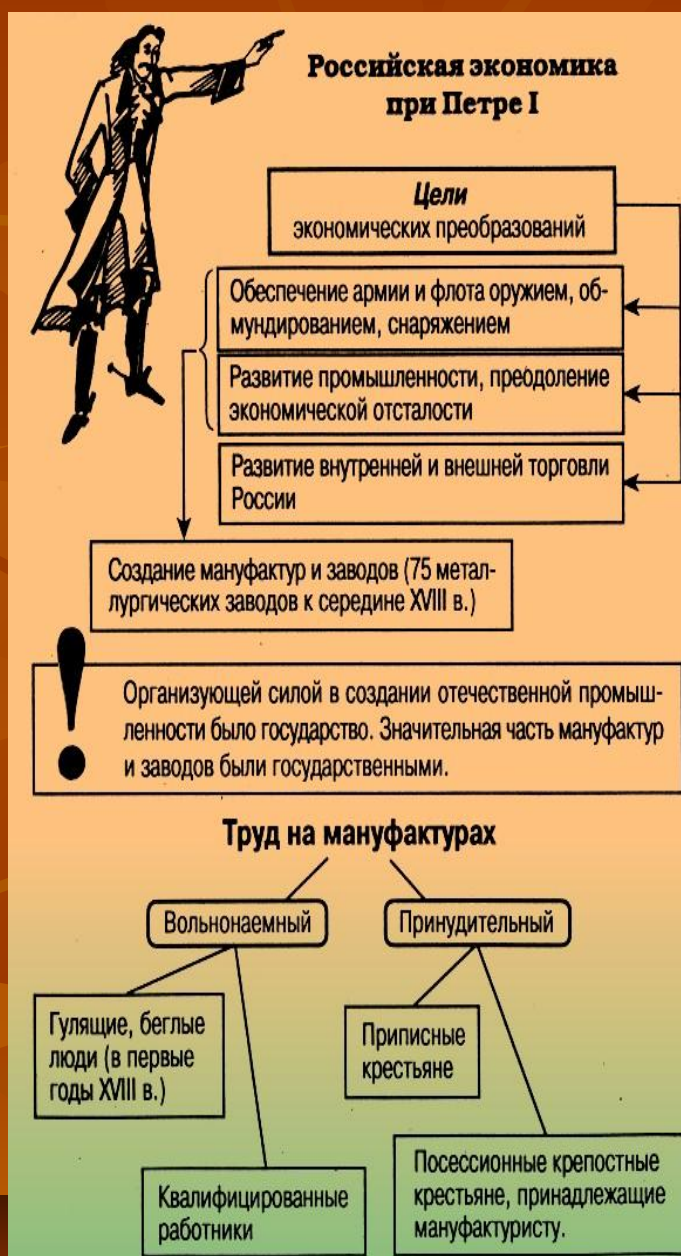 Российская экономика
при Петре I
Цели
экономических преобразований
Обеспечение армии и флота оружием, об-
мундированием, снаряжением
Развитие промышленности, преодоление
экономической отсталости
Развитие внутренней и внешней торговли
России
Создание мануфактур и заводов (75 метал-
лургических заводов к середине XVIII в.)
!
Организующей силой в создании отечественной промыш-
ленности было государство. Значительная часть мануфактур
и заводов были государственными.
Труд на мануфактурах
Вольнонаемный
Принудительный
Гулящие, беглые
люди (в первые
годы XVIII в.)
Приписные
крестьяне
Квалифицированные
работники
Посессионные крепостные
крестьяне, принадлежащие
мануфактуристу.